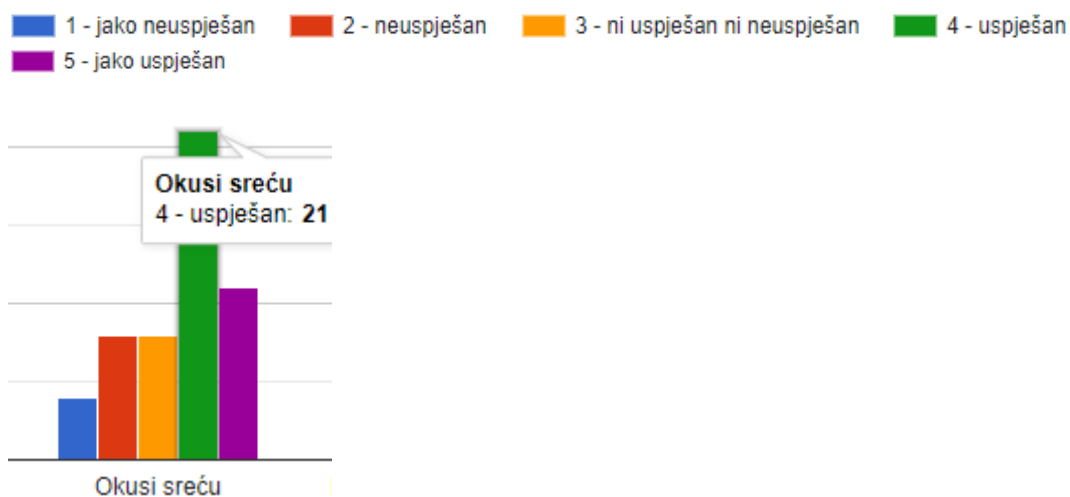 1 - jako neuspješan 2 - neuspješan 3 - ni uspješan ni neuspješan 4 - uspješan
5 - jako uspješan
Okusi sreću
4 - uspješan: 21
Okusi sreću